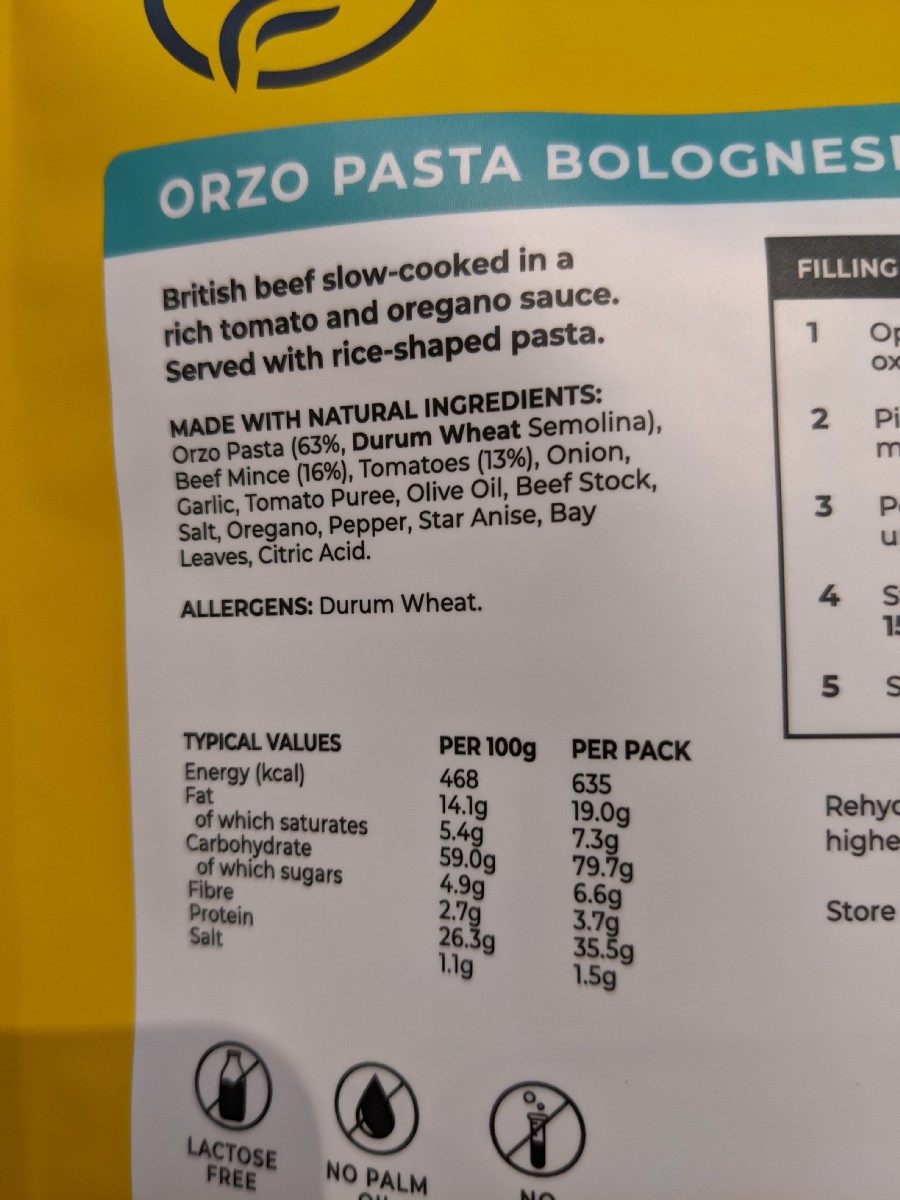 ORZO PASTA BOLOGNES
British beef slow-cooked in a
rich tomato and oregano sauce.
Served with rice-shaped pasta.
MADE WITH NATURAL INGREDIENTS:
Orzo Pasta (63%, Durum Wheat Semolina),
Beef Mince (16%), Tomatoes (13%), Onion,
Garlic, Tomato Puree, Olive Oil, Beef Stock,
Salt, Oregano, Pepper, Star Anise, Bay
Leaves, Citric Acid.
ALLERGENS: Durum Wheat.
TYPICAL VALUES PER 100g PER PACK
Energy (kcal) 468 635
Fat 14.1g 19.0g
of which saturates 5.4g 7.3g
Carbohydrate 59.0g 79.7g
of which sugars 4.9g 6.6g
Fibre 2.7g 3.7g
Protein 26.3g 35.5g
Salt 1.1g 1.5g
LACTOSE
FREE
NO PALM
NO
FILLING
1
2
3
4
5
Store